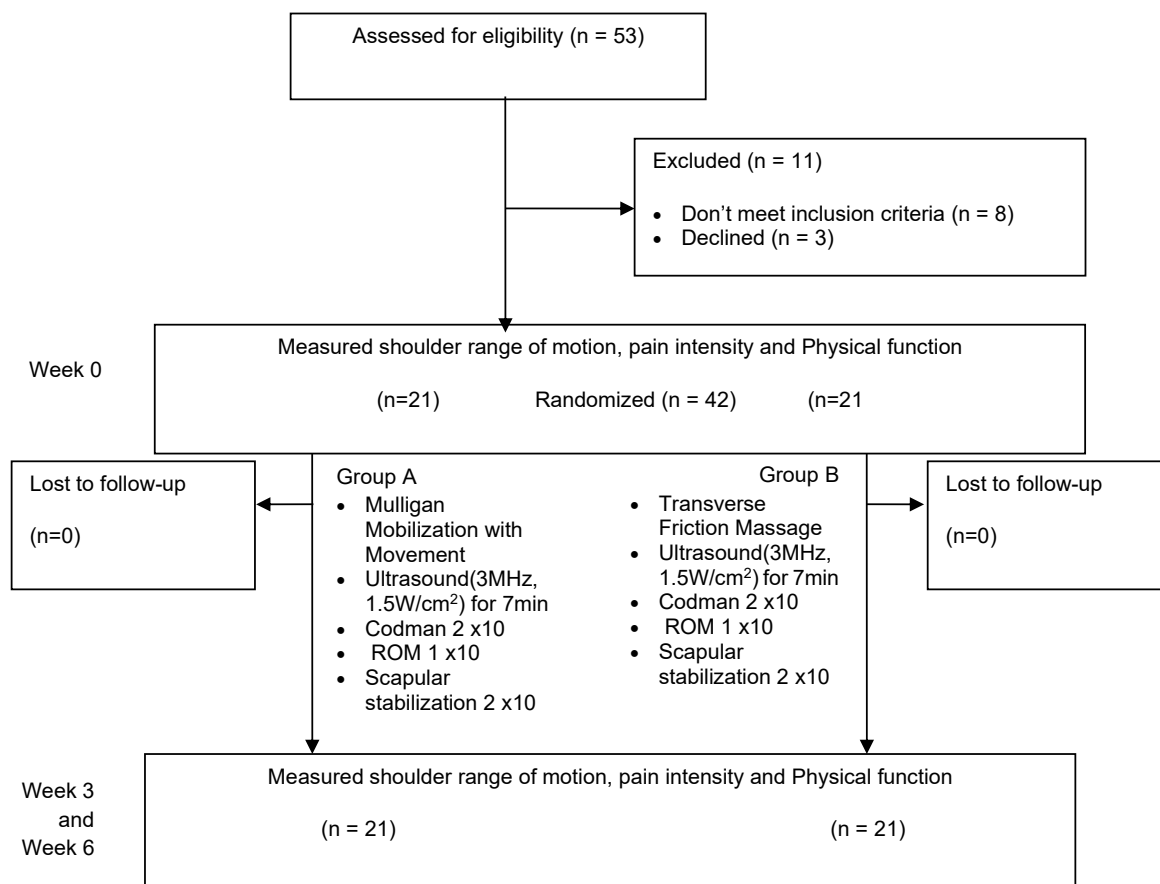 Assessed for eligibility (n = 53)
Excluded (n = 11)
• Don’t meet inclusion criteria (n = 8)
• Declined (n = 3)
Week 0
Measured shoulder range of motion, pain intensity and Physical function
(n=21) Randomized (n = 42) (n=21
Lost to follow-up
(n=0)
Group A
• Mulligan
Mobilization with
Movement
• Ultrasound(3MHz,
1.5W/cm²) for 7min
• Codman 2 x10
• ROM 1 x10
• Scapular
stabilization 2 x10
Group B
• Transverse
Friction Massage
• Ultrasound(3MHz,
1.5W/cm²) for 7min
• Codman 2 x10
• ROM 1 x10
• Scapular
stabilization 2 x10
Lost to follow-up
(n=0)
Week 3
and
Week 6
Measured shoulder range of motion, pain intensity and Physical function
(n = 21) (n = 21)